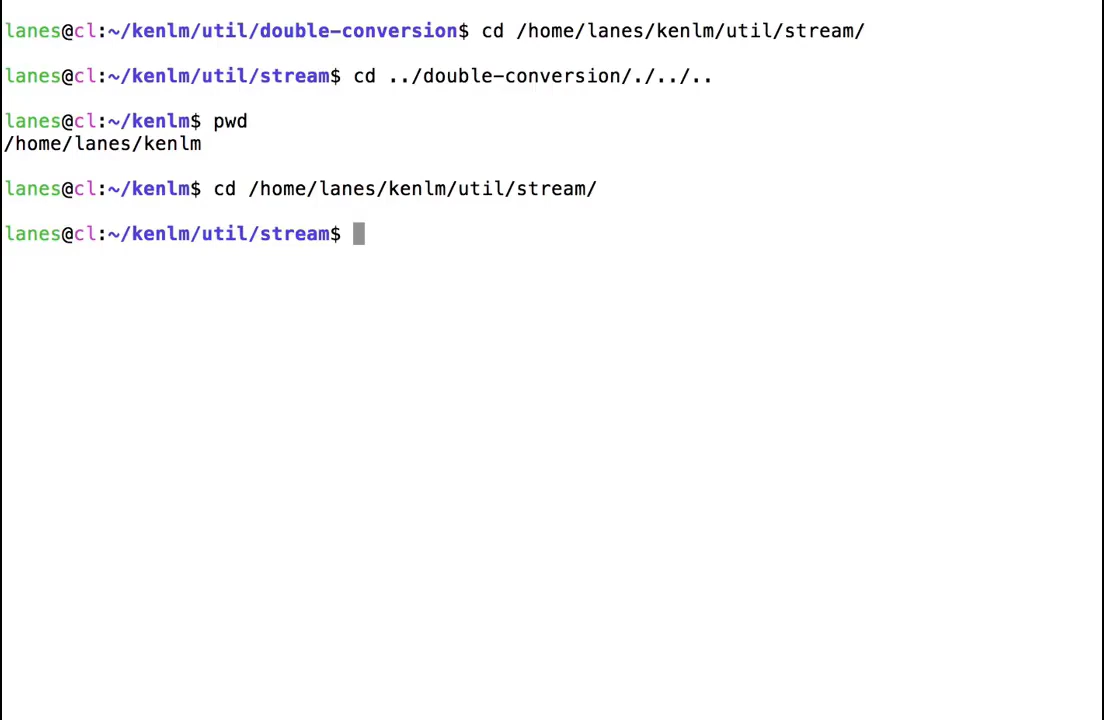 lanes@cl:~/kenlm/util/double-conversion$ cd /home/lanes/kenlm/util/stream/
lanes@cl:~/kenlm/util/stream$ cd ../double-conversion/./../..
lanes@cl:~/kenlm$ pwd
/home/lanes/kenlm
lanes@cl:~/kenlm$ cd /home/lanes/kenlm/util/stream/
lanes@cl:~/kenlm/util/stream$